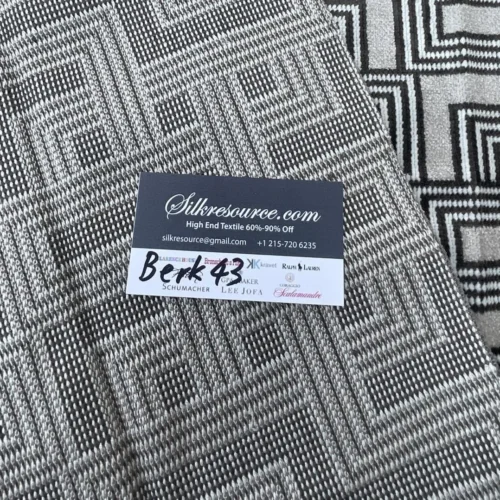 Silkresource.com
High End Textile 60%-90% Off
silkresource@gmail.com +1 215-720 6235
Berk 43
RALPH LAUREN
SCHUMACHER
LEE JOFA
Scalamandre